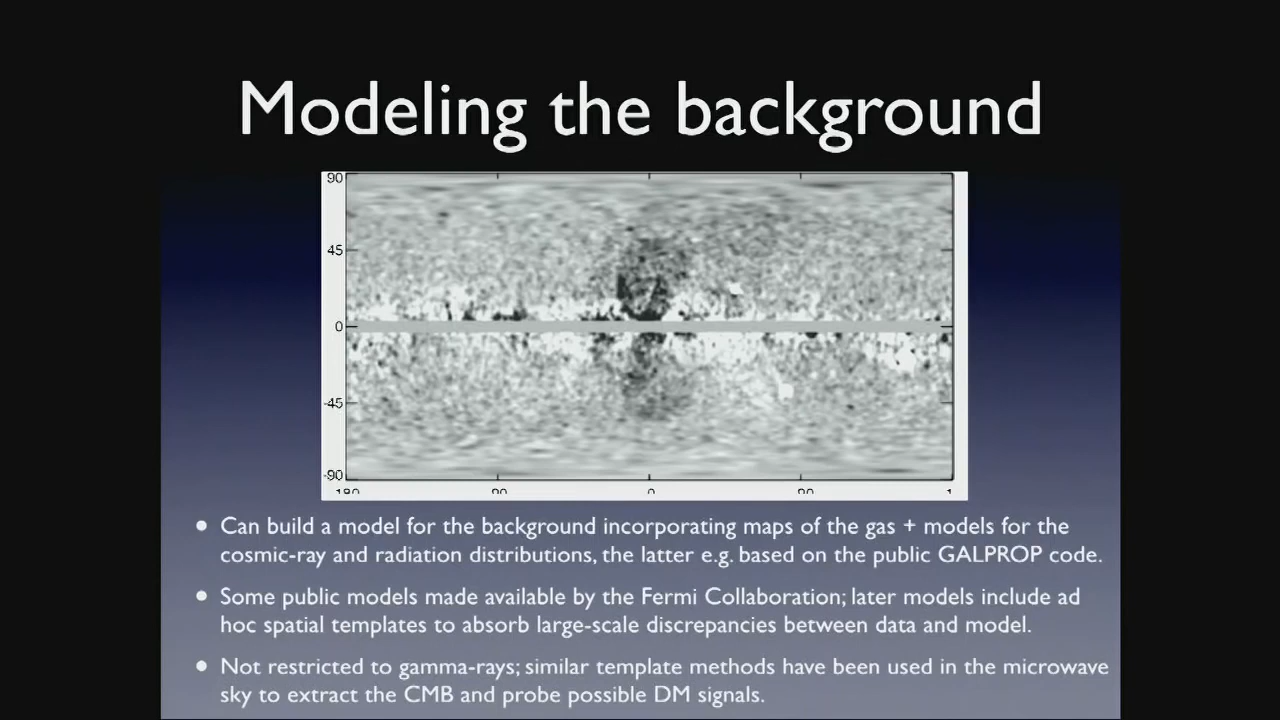 Modeling the background
90
45
0
-45
-90
180
90
0
90
1
• Can build a model for the background incorporating maps of the gas + models for the
cosmic-ray and radiation distributions, the latter e.g. based on the public GALPROP code.
• Some public models made available by the Fermi Collaboration; later models include ad
hoc spatial templates to absorb large-scale discrepancies between data and model.
• Not restricted to gamma-rays; similar template methods have been used in the microwave
sky to extract the CMB and probe possible DM signals.